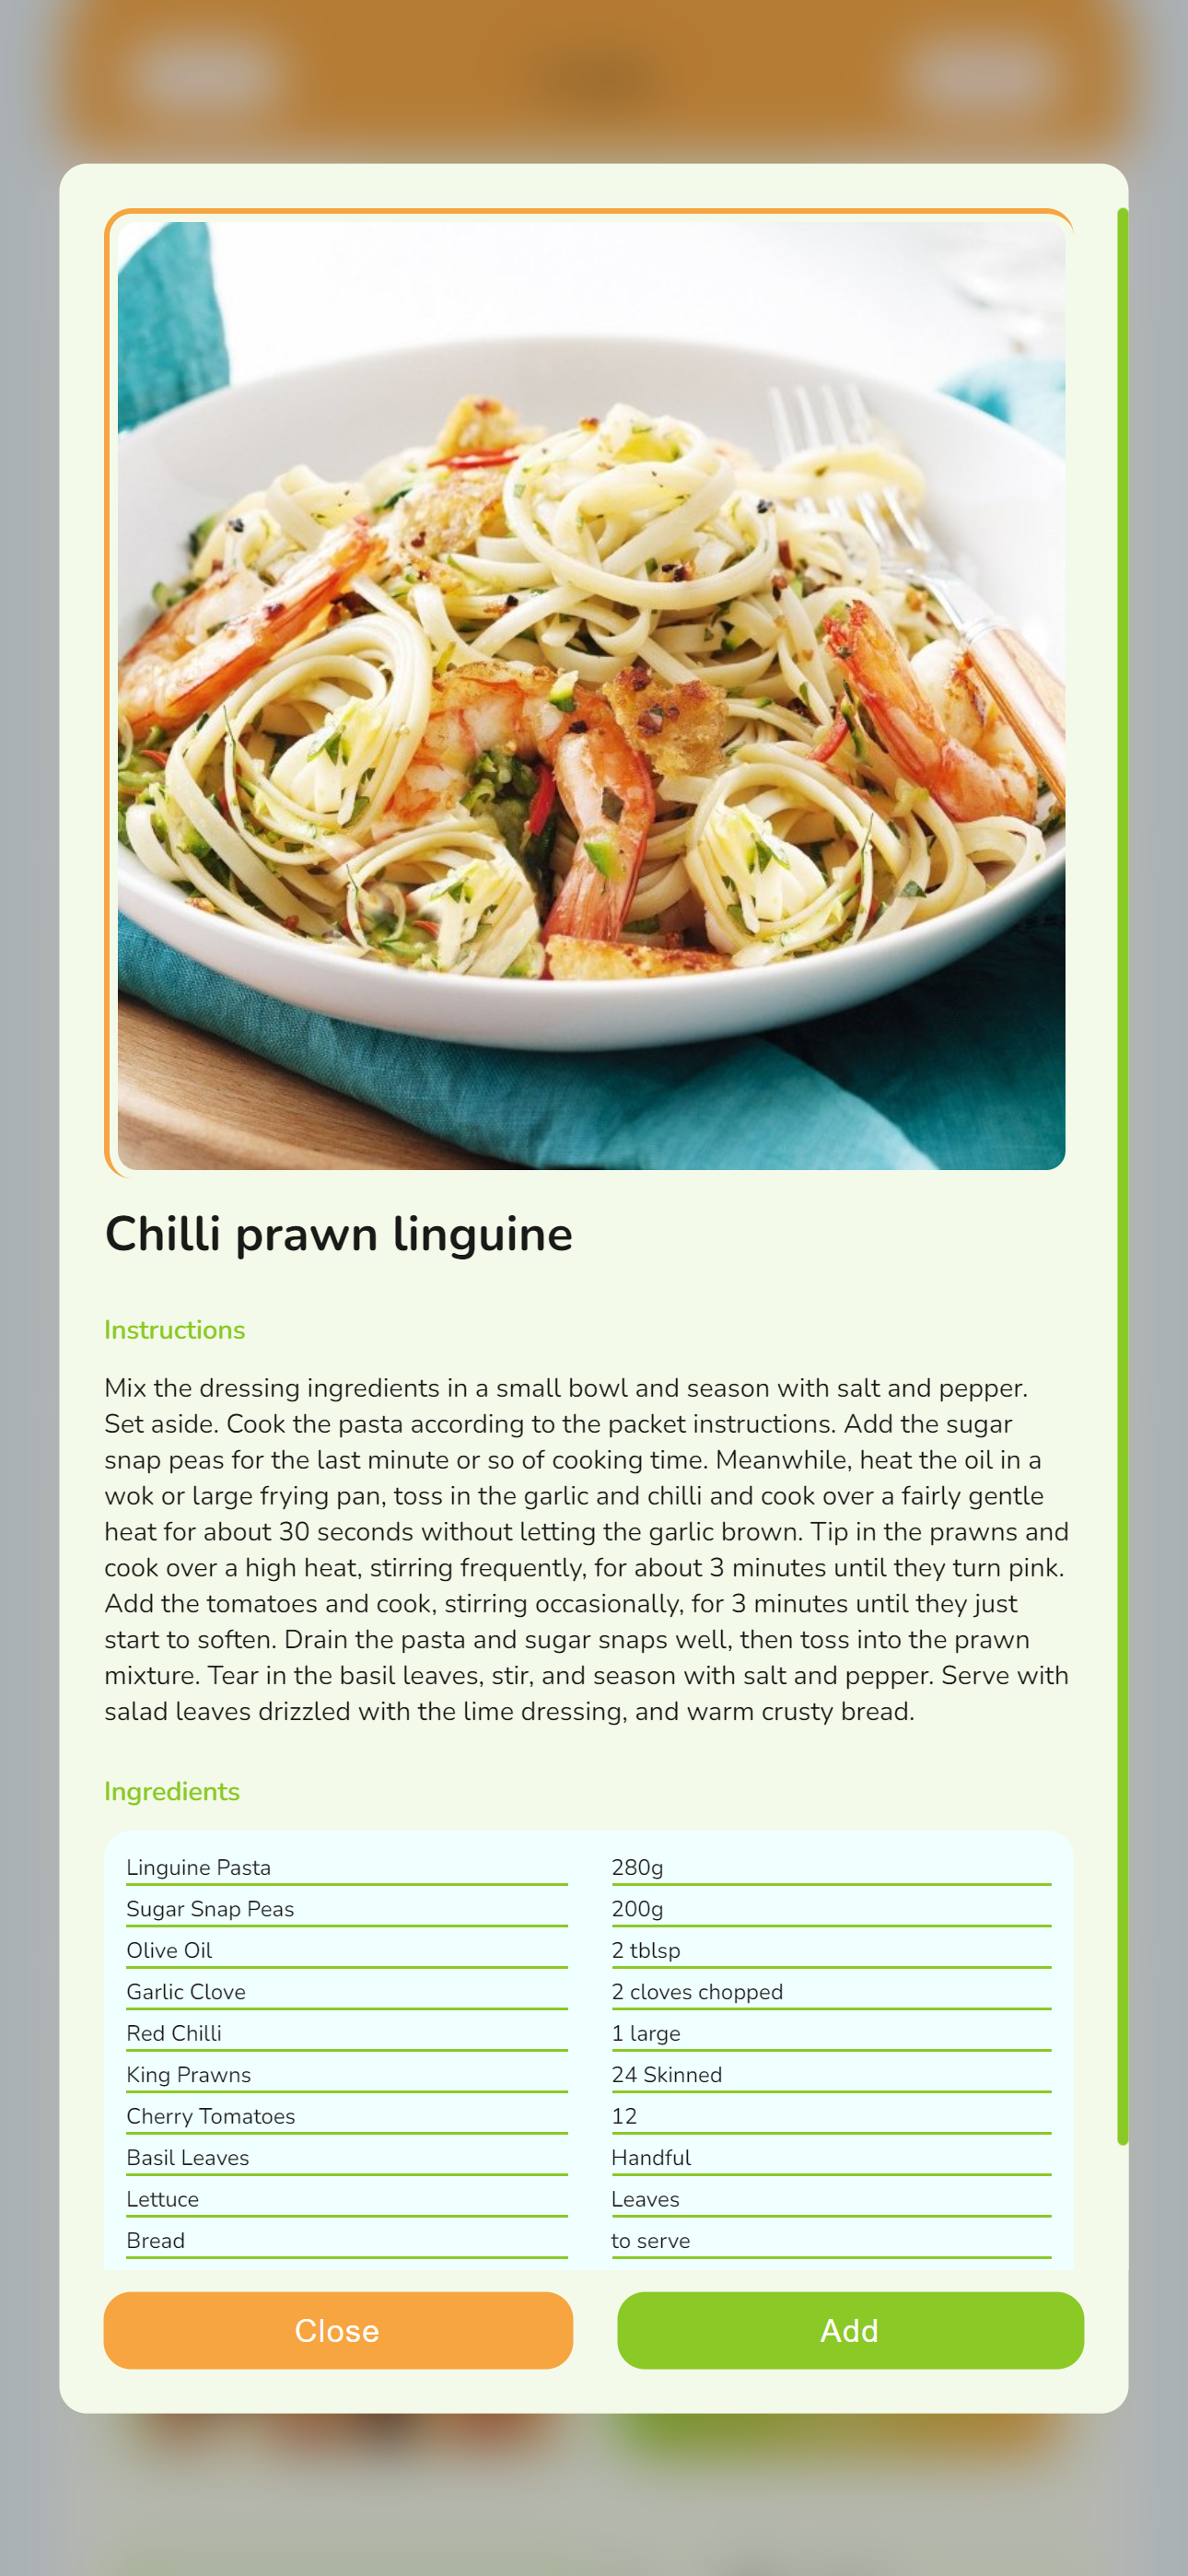 Chilli prawn linguine
Instructions
Mix the dressing ingredients in a small bowl and season with salt and pepper.
Set aside. Cook the pasta according to the packet instructions. Add the sugar
snap peas for the last minute or so of cooking time. Meanwhile, heat the oil in a
wok or large frying pan, toss in the garlic and chilli and cook over a fairly gentle
heat for about 30 seconds without letting the garlic brown. Tip in the prawns and
cook over a high heat, stirring frequently, for about 3 minutes until they turn pink.
Add the tomatoes and cook, stirring occasionally, for 3 minutes until they just
start to soften. Drain the pasta and sugar snaps well, then toss into the prawn
mixture. Tear in the basil leaves, stir, and season with salt and pepper. Serve with
salad leaves drizzled with the lime dressing, and warm crusty bread.
Ingredients
Linguine Pasta 280g
Sugar Snap Peas 200g
Olive Oil 2 tblsp
Garlic Clove 2 cloves chopped
Red Chilli 1 large
King Prawns 24 Skinned
Cherry Tomatoes 12
Basil Leaves Handful
Lettuce Leaves
Bread to serve
Close Add